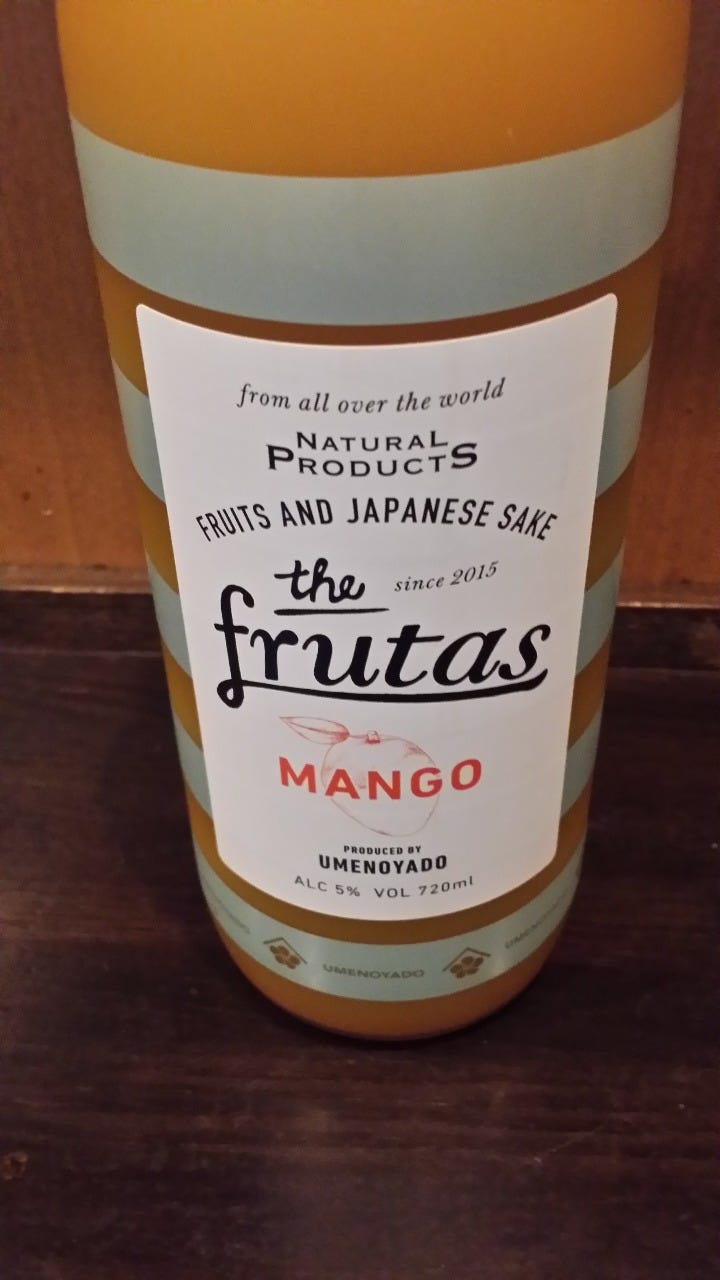 from all over the world
NATURAL
PRODUCTS
FRUITS AND JAPANESE SAKE
the since 2015
frutas
MANGO
PRODUCED BY
UMENOYADO
ALC 5% VOL 720ml
UMENOYADO